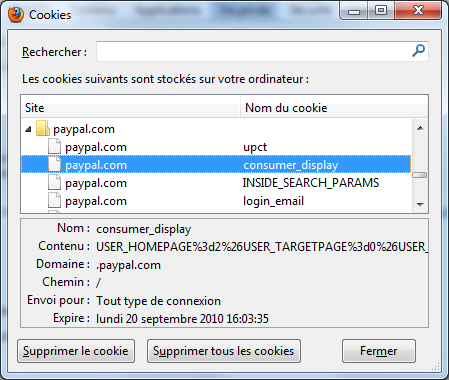 Cookies
Rechercher :
Les cookies suivants sont stockés sur votre ordinateur :
Site Nom du cookie
paypal.com
paypal.com upct
paypal.com consumer_display
paypal.com INSIDE_SEARCH_PARAMS
paypal.com login_email
Nom : consumer_display
Contenu : USER_HOMEPAGE%3d2%26USER_TARGETPAGE%3d0%26USER_
Domaine : .paypal.com
Chemin : /
Envoi pour : Tout type de connexion
Expire : lundi 20 septembre 2010 16:03:35
Supprimer le cookie Supprimer tous les cookies Fermer